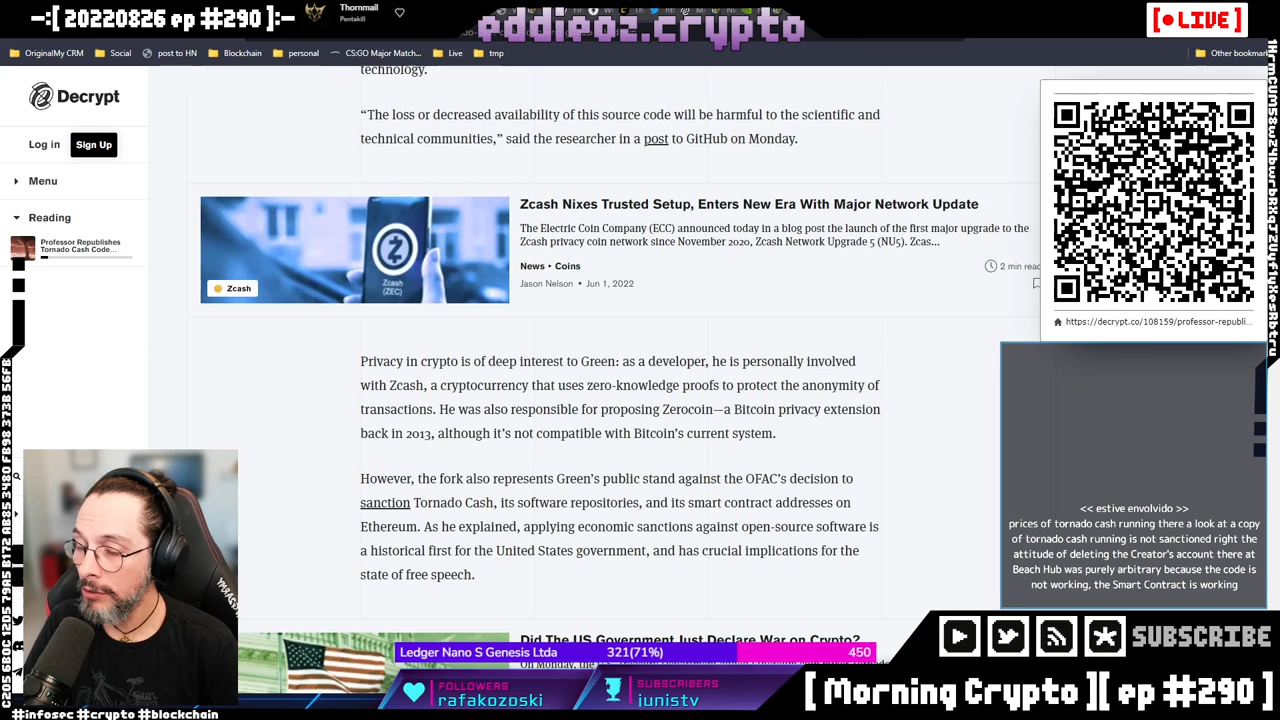 -:[ 20220826 ep #290 ]:-
Thornmail
Pentakill
eddieoz.crypto
[ • LIVE ]
OriginalMy CRM
Social
post to HN
Blockchain
personal
CS:GO Major Match...
Live
tmp
Other bookmar
Decrypt
Log in
Sign Up
Menu
Reading
Professor Republishes
Tornado Cash Code...
technology.
“The loss or decreased availability of this source code will be harmful to the scientific and
technical communities,” said the researcher in a post to GitHub on Monday.
Zcash Nixes Trusted Setup, Enters New Era With Major Network Update
The Electric Coin Company (ECC) announced today in a blog post the launch of the first major upgrade to the
Zcash privacy coin network since November 2020, Zcash Network Upgrade 5 (NU5). Zcas...
News • Coins
2 min read
Jason Nelson • Jun 1, 2022
Zcash
(ZEC)
Zcash
https://decrypt.co/108159/professor-republi...
Privacy in crypto is of deep interest to Green: as a developer, he is personally involved
with Zcash, a cryptocurrency that uses zero-knowledge proofs to protect the anonymity of
transactions. He was also responsible for proposing Zerocoin—a Bitcoin privacy extension
back in 2013, although it’s not compatible with Bitcoin’s current system.
However, the fork also represents Green’s public stand against the OFAC’s decision to
sanction Tornado Cash, its software repositories, and its smart contract addresses on
Ethereum. As he explained, applying economic sanctions against open-source software is
a historical first for the United States government, and has crucial implications for the
state of free speech.
<< estive envolvido >>
prices of tornado cash running there a look at a copy
of tornado cash running is not sanctioned right the
attitude of deleting the Creator's account there at
Beach Hub was purely arbitrary because the code is
not working, the Smart Contract is working
Did The US Government Just Declare War on Crypto?
Ledger Nano S Genesis Ltda
321(71%)
450
FOLLOWERS
rafakozoski
SUBSCRIBERS
iunistv
SUBSCRIBE
[ Morning Crypto ][ ep #290 ]
#infosec #crypto #blockchain